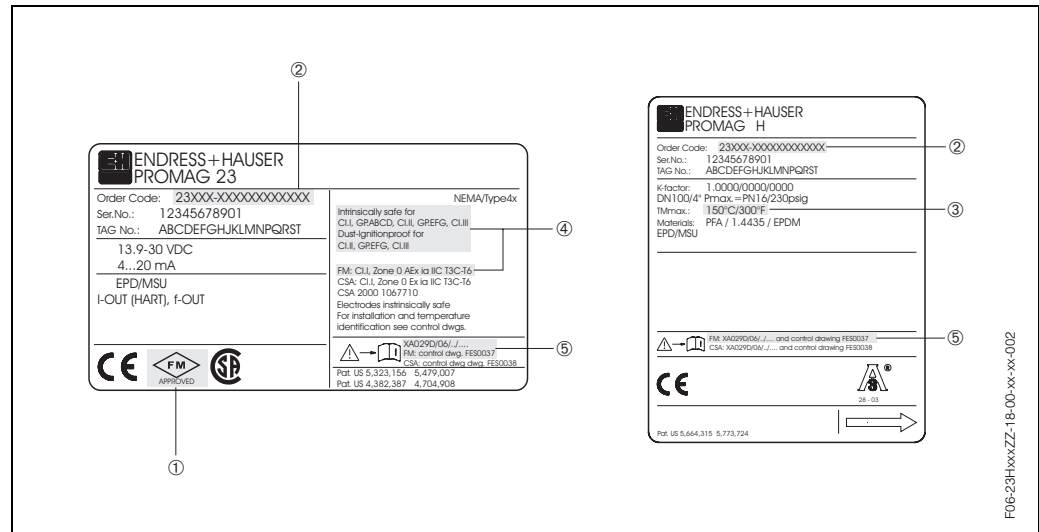 ②
E+H ENDRESS+HAUSER
PROMAG 23
Order Code: 23XXX-XXXXXXXXXXXX
Ser.No.: 12345678901
TAG No.: ABCDEFGHJKLMNPQRST
13.9-30 VDC
4...20 mA
EPD/MSU
I-OUT (HART), f-OUT
NEMA/Type4x
Intrinsically safe for
Cl.I, GP.ABCD, Cl.II, GP.EFG, Cl.III
Dust-ignitionproof for
Cl.II, GP.EFG, Cl.III
④
FM: Cl.I, Zone 0 AEx ia IIC T3C-T6
CSA: Cl.I, Zone 0 Ex ia IIC T3C-T6
CSA 2000 1067710
Electrodes instrinsically safe
For installation and temperature
identification see control dwgs.
XA029D/06/../....
FM: control dwg. FES0037
CSA: control dwg dwg. FES0038
⑤
Pat. US 5,323,156 5,479,007
Pat. US 4,382,387 4,704,908
CE FM APPROVED SA
①
EH ENDRESS+HAUSER
PROMAG H
Order Code: 23XXX-XXXXXXXXXXXX
②
Ser.No.: 12345678901
TAG No.: ABCDEFGHJKLMNPQRST
K-factor: 1.0000/0000/0000
DN100/4" Pmax.=PN16/230psig
TMmax.: 150°C/300°F
③
Materials: PFA / 1.4435 / EPDM
EPD/MSU
FM: XA029D/06/../.... and control drawing FES0037
CSA: XA029D/06/../.... and control drawing FES0038
⑤
CE
A 3 ®
28 - 03
Pat. US 5,664,315 5,773,724
F06-23HxxxZZ-18-00-xx-xx-002